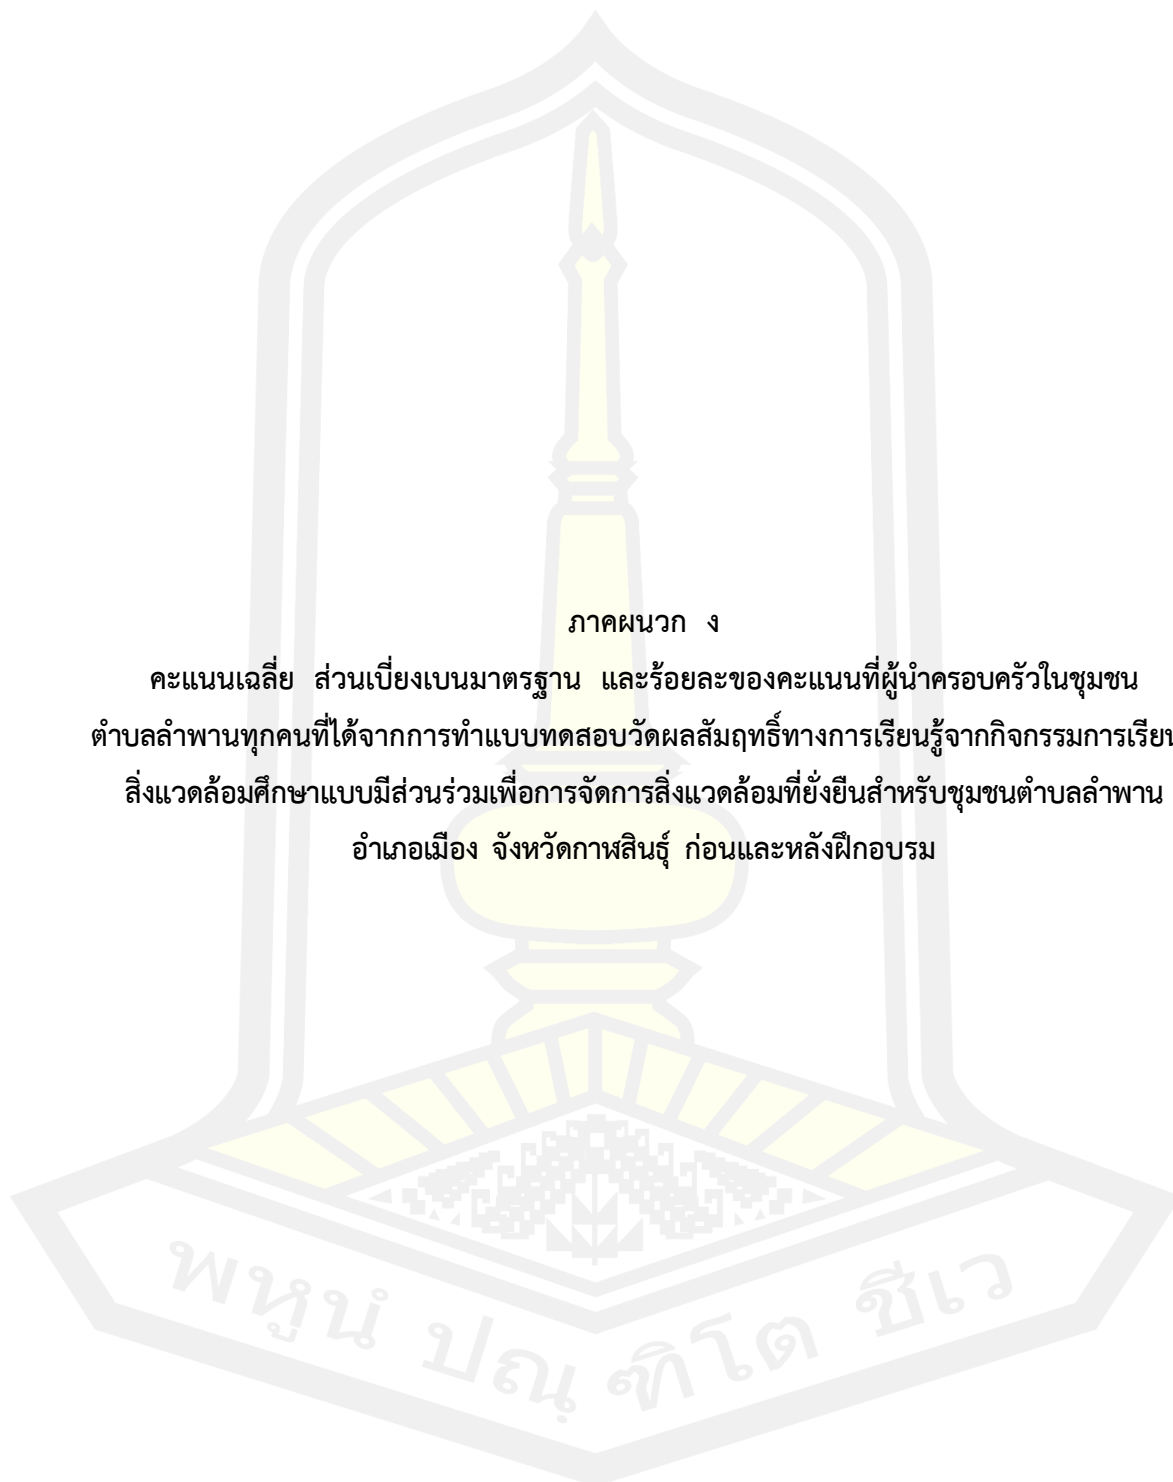 ภาคผนวก ง
คะแนนเฉลี่ย ส่วนเบี่ยงเบนมาตรฐาน และร้อยละของคะแนนที่ผู้นำครอบครัวในชุมชน
ตำบลลำพานทุกคนที่ได้จากการทำแบบทดสอบวัดผลสัมฤทธิ์ทางการเรียนรู้จากกิจกรรมการเรียน
สิ่งแวดล้อมศึกษาแบบมีส่วนร่วมเพื่อการจัดการสิ่งแวดล้อมที่ยั่งยืนสำหรับชุมชนตำบลลำพาน
อำเภอเมือง จังหวัดกาฬสินธุ์ ก่อนและหลังฝึกอบรม
พหูนํ ปณฺฑิโต ชีเว